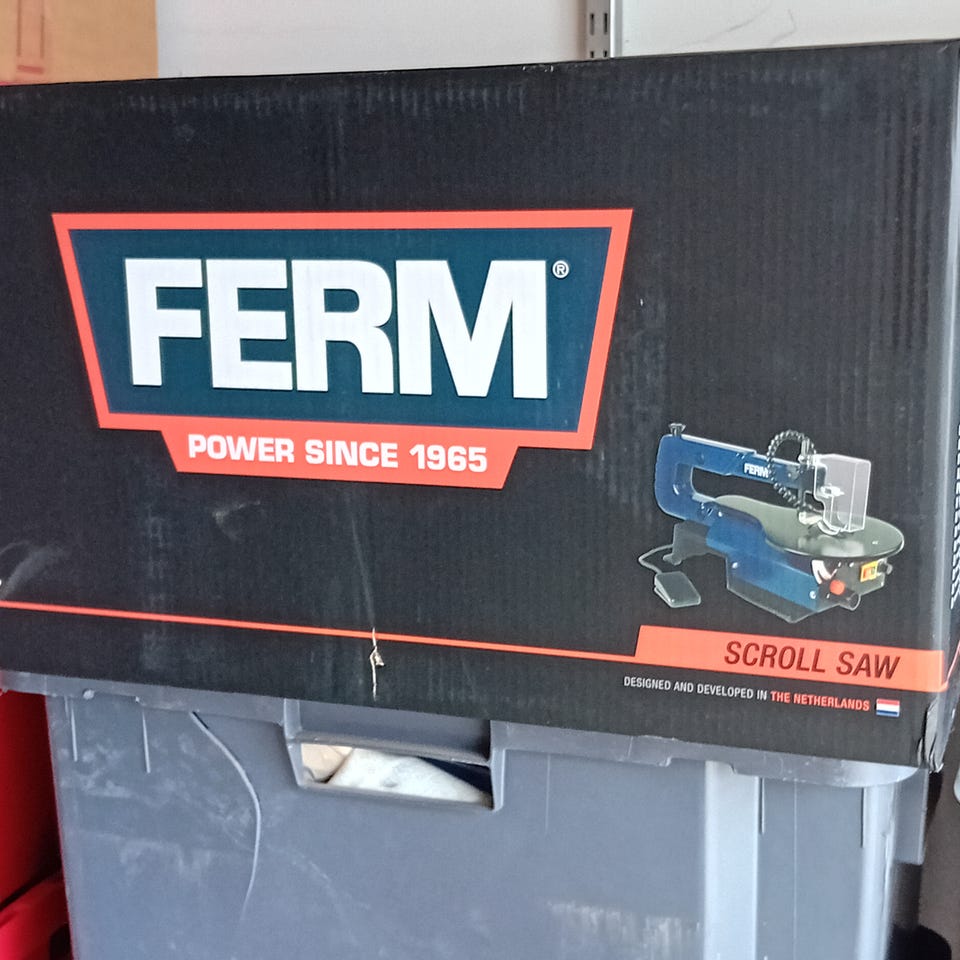 FERM®
POWER SINCE 1965
FERM
SCROLL SAW
DESIGNED AND DEVELOPED IN THE NETHERLANDS